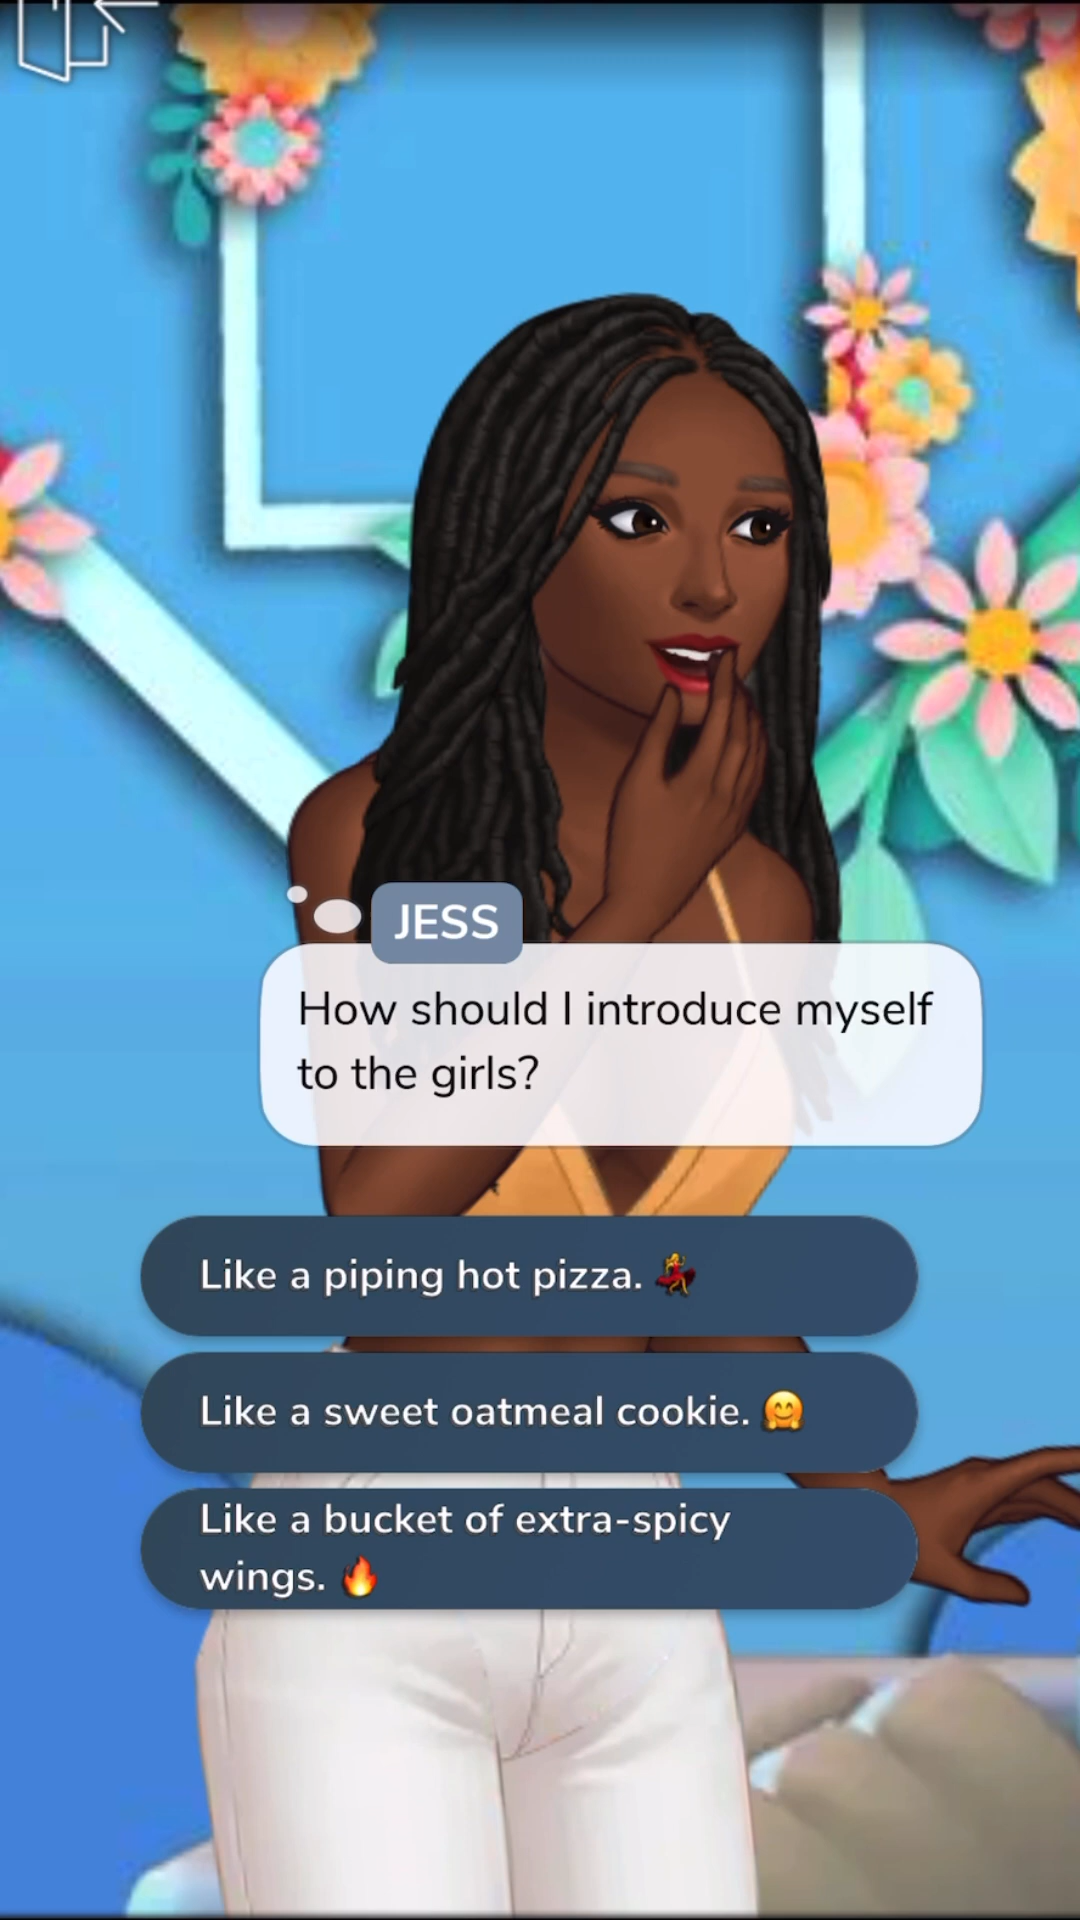 JESS
How should I introduce myself
to the girls?
Like a piping hot pizza. 💃
Like a sweet oatmeal cookie. 🤗
Like a bucket of extra-spicy
wings. 🔥